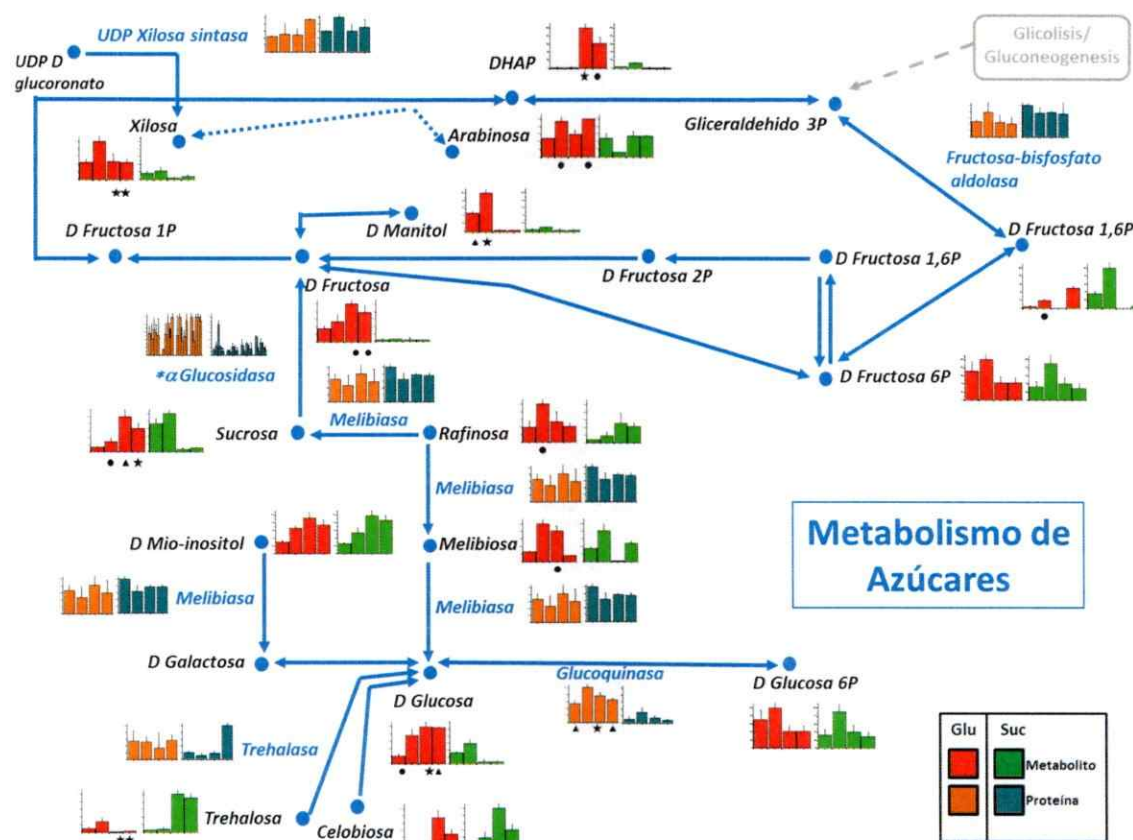 UDP Xilosa sintasa
UDP D
glucoronato
DHAP
Glicolisis/
Gluconeogenesis
Xilosa
Arabinosa
Gliceraldehido 3P
Fructosa-bisfosfato
aldolasa
D Manitol
D Fructosa 1P
D Fructosa
D Fructosa 2P
D Fructosa 1,6P
D Fructosa 1,6P
*α Glucosidasa
D Fructosa 6P
Melibiasa
Sucrosa
Rafinosa
Melibiasa
D Mio-inositol
Melibiosa
Metabolismo de
Azúcares
Melibiasa
Melibiasa
D Galactosa
D Glucosa
Glucoquinasa
D Glucosa 6P
Trehalasa
Trehalosa
Celobiosa
Glu Suc
Metabolito
Proteína